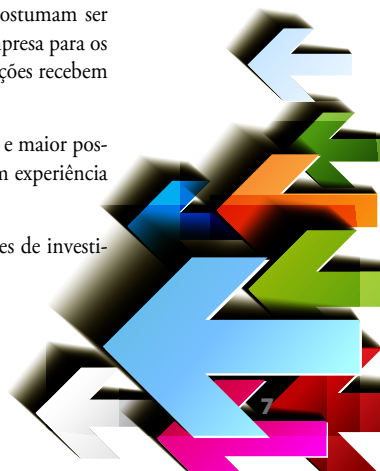 ostumam ser
presa para os
ções recebem
e maior pos-
m experiência
es de investi-
7